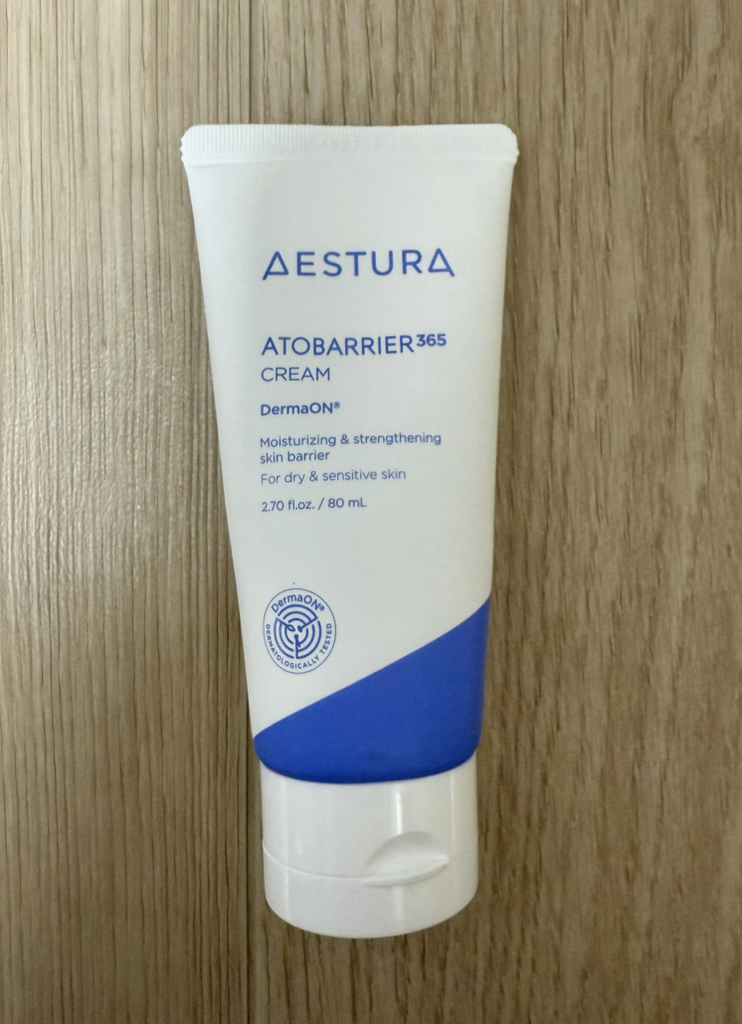 AESTURA
ATOBARRIER³⁶⁵
CREAM
DermaON®
Moisturizing & strengthening
skin barrier
For dry & sensitive skin
2.70 fl.oz. / 80 mL
DermaON®
DERMATOLOGICALLY TESTED